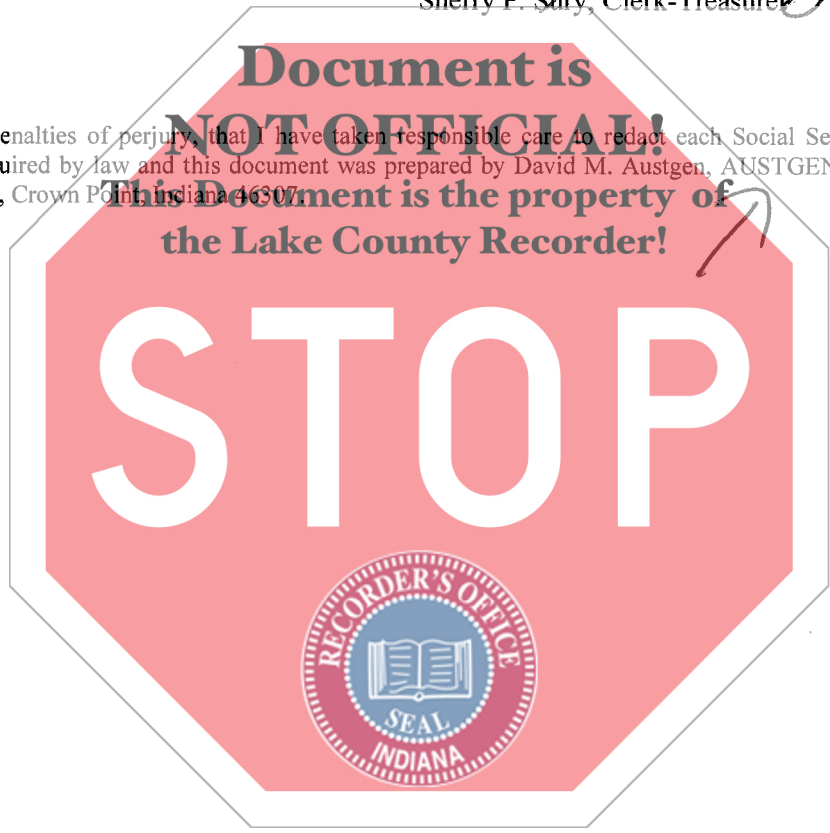 Sherry P. Sury, Clerk-Treasurer
Document is
NOT OFFICIAL!
enalties of perjury, that I have taken responsible care to redact each Social Se
uired by law and this document was prepared by David M. Austgen, AUSTGEN
, Crown Point, Indiana 46307.
This Document is the property of
the Lake County Recorder!
STOP
RECORDER'S OFFICE
SEAL
INDIANA